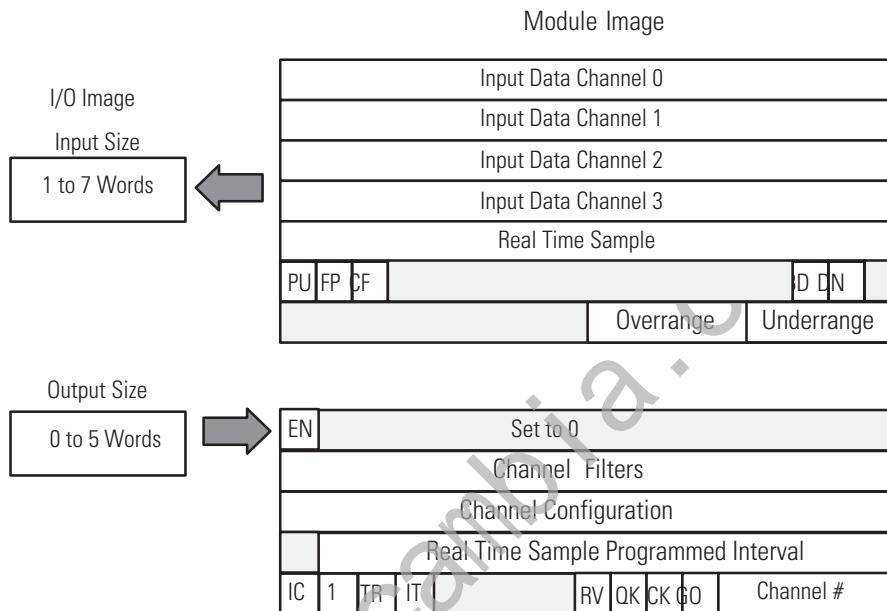 Module Image
I/O Image
Input Size
1 to 7 Words
Input Data Channel 0
Input Data Channel 1
Input Data Channel 2
Input Data Channel 3
Real Time Sample
PU FP CF BD DN
Overrange Underrange
Output Size
0 to 5 Words
EN Set to 0
Channel Filters
Channel Configuration
Real Time Sample Programmed Interval
IC 1 TR IT RV QK CK GO Channel #